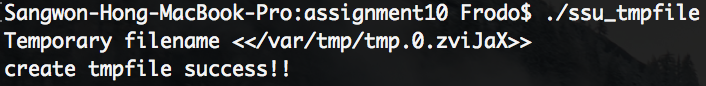 Sangwon-Hong-MacBook-Pro:assignment10 Frodo$ ./ssu_tmpfile
Temporary filename <</var/tmp/tmp.0.zviJaX>>
create tmpfile success!!